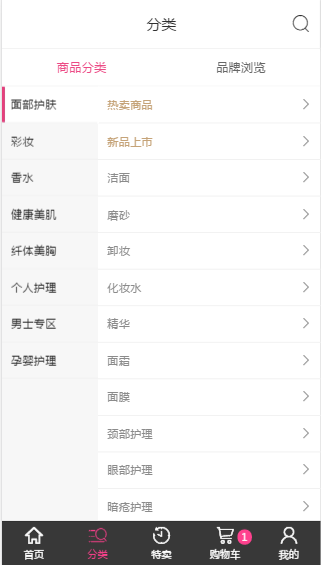 分类
商品分类 品牌浏览
面部护肤 热卖商品
彩妆 新品上市
香水 洁面
健康美肌 磨砂
纤体美胸 卸妆
个人护理 化妆水
男士专区 精华
孕婴护理 面霜
面膜
颈部护理
眼部护理
暗疮护理
1
首页 分类 特卖 购物车 我的